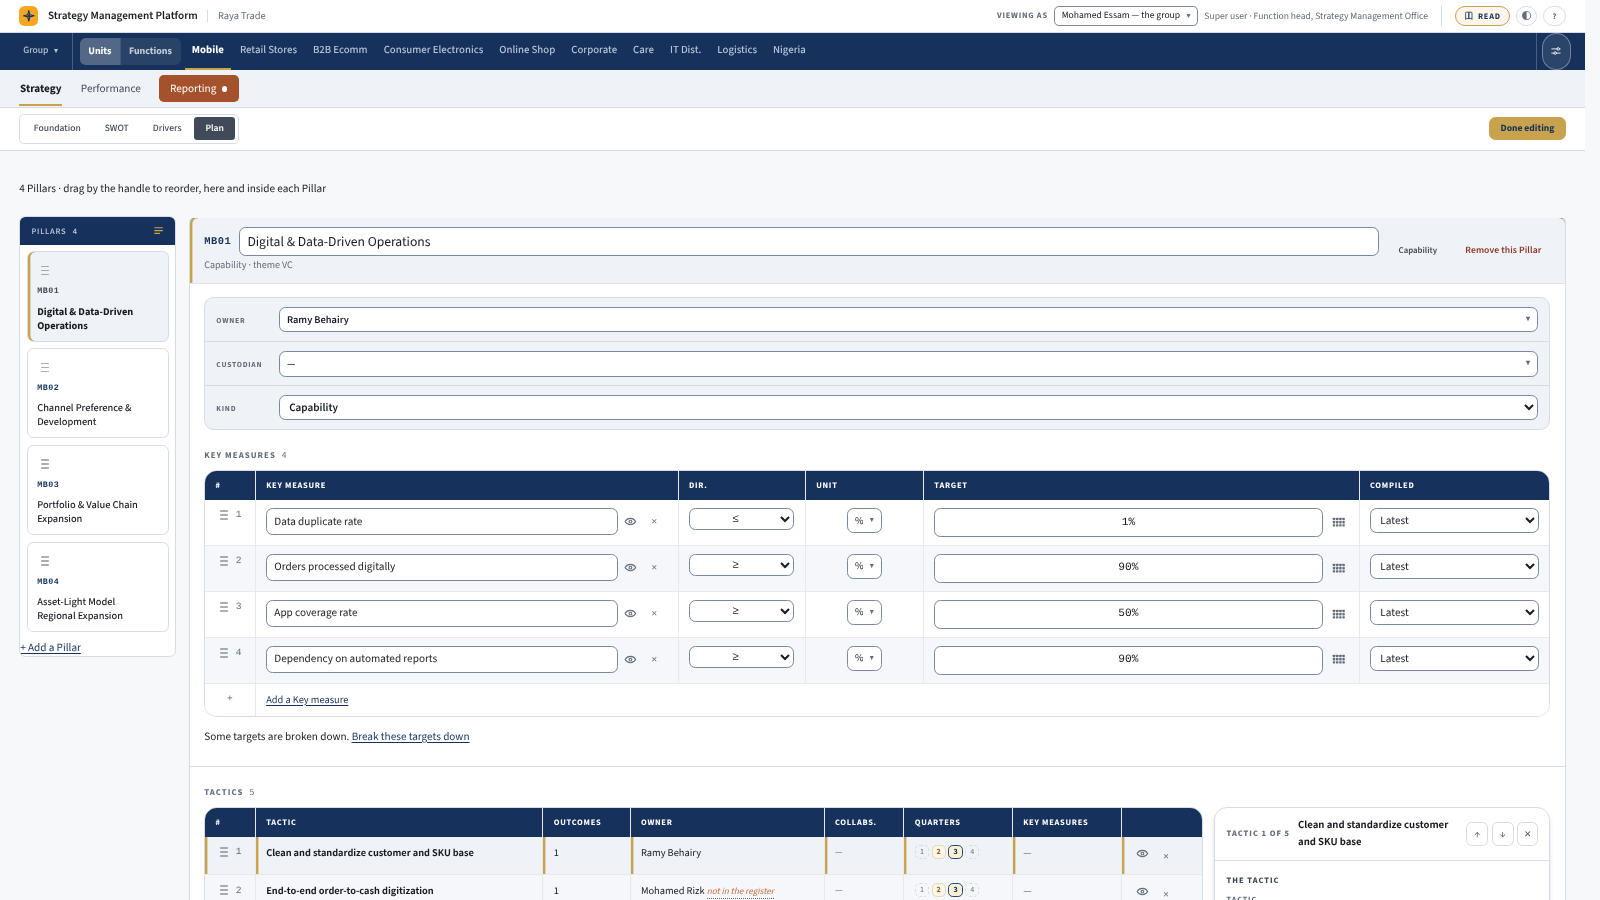 Strategy Management Platform
Raya Trade
VIEWING AS
Mohamed Essam — the group
Super user · Function head, Strategy Management Office
READ
?
Group
Units
Functions
Mobile
Retail Stores
B2B Ecomm
Consumer Electronics
Online Shop
Corporate
Care
IT Dist.
Logistics
Nigeria
Strategy
Performance
Reporting
Foundation
SWOT
Drivers
Plan
Done editing
4 Pillars · drag by the handle to reorder, here and inside each Pillar
PILLARS 4
MB01
Digital & Data-Driven
Operations
MB02
Channel Preference &
Development
MB03
Portfolio & Value Chain
Expansion
MB04
Asset-Light Model
Regional Expansion
+ Add a Pillar
MB01
Digital & Data-Driven Operations
Capability
Remove this Pillar
Capability · theme VC
OWNER
Ramy Behairy
CUSTODIAN
—
KIND
Capability
KEY MEASURES 4
# KEY MEASURE DIR. UNIT TARGET COMPILED
1 Data duplicate rate × ≤ % 1% Latest
2 Orders processed digitally × ≥ % 90% Latest
3 App coverage rate × ≥ % 50% Latest
4 Dependency on automated reports × ≥ % 90% Latest
+ Add a Key measure
Some targets are broken down. Break these targets down
TACTICS 5
# TACTIC OUTCOMES OWNER COLLABS. QUARTERS KEY MEASURES
1 Clean and standardize customer and SKU base 1 Ramy Behairy — 1 2 3 4 — ×
2 End-to-end order-to-cash digitization 1 Mohamed Rizk not in the register — 1 2 3 4 — ×
TACTIC 1 OF 5
Clean and standardize customer
and SKU base
↑ ↓ ×
THE TACTIC
TACTIC